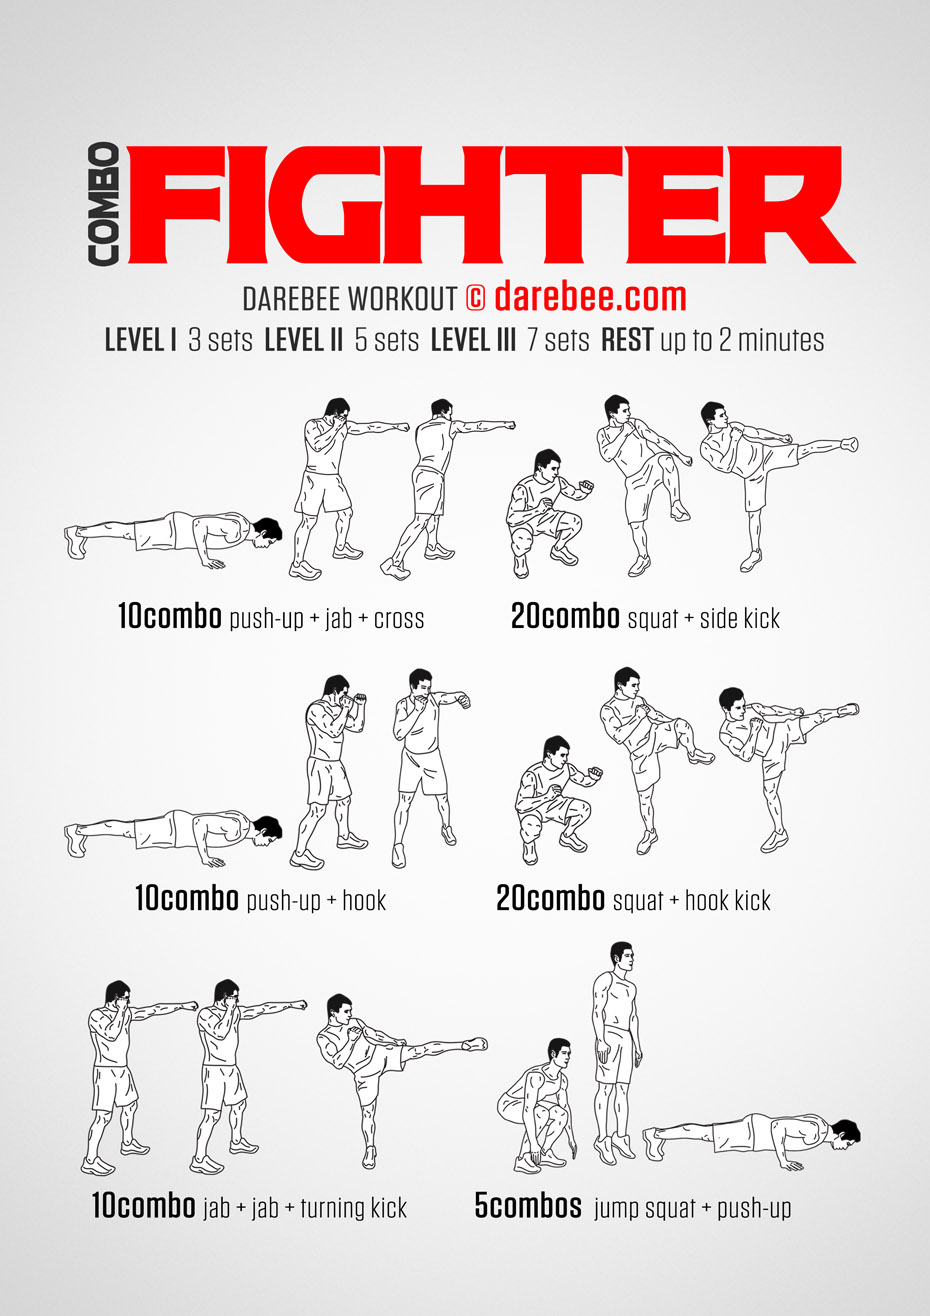 COMBO
FIGHTER
DAREBEE WORKOUT © darebee.com
LEVEL I 3 sets LEVEL II 5 sets LEVEL III 7 sets REST up to 2 minutes
10combo push-up + jab + cross
20combo squat + side kick
10combo push-up + hook
20combo squat + hook kick
10combo jab + jab + turning kick
5combos jump squat + push-up